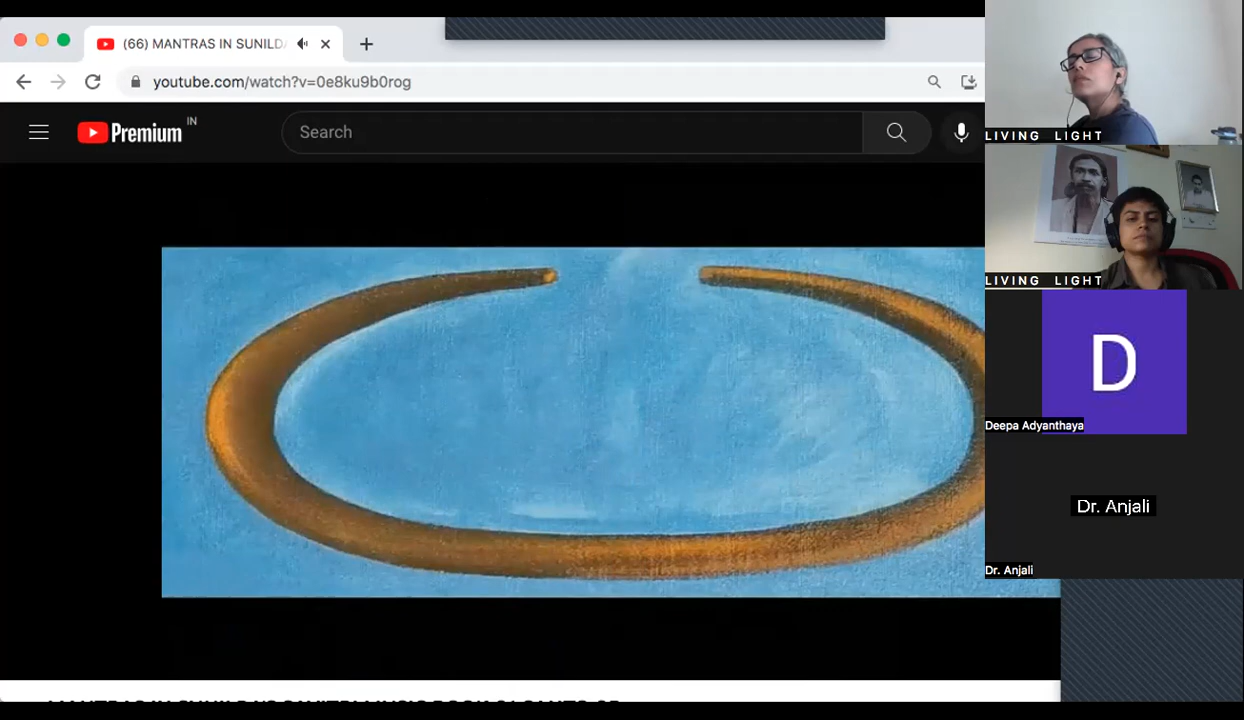 (66) MANTRAS IN SUNILDA
youtube.com/watch?v=0e8ku9b0rog
Premium IN
Search
LIVING LIGHT
LIVING LIGHT
D
Deepa Adyanthaya
Dr. Anjali
Dr. Anjali